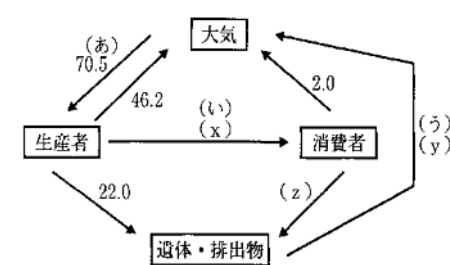 (あ)
大気
70.5
46.2
2.0
(い)
(x)
(う)
(y)
生産者
消費者
22.0
(z)
遺体・排出物